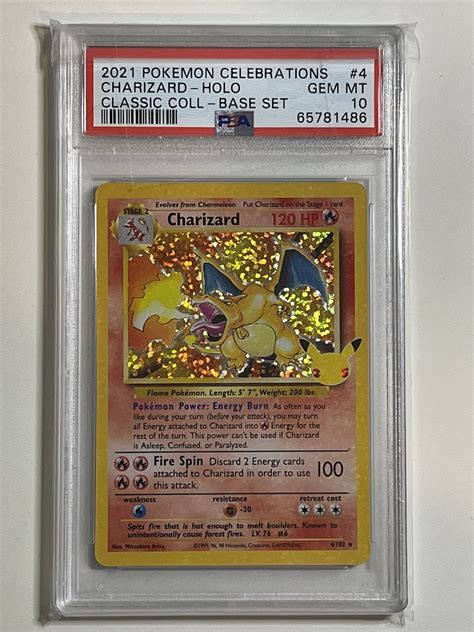 2021 POKEMON CELEBRATIONS #4
CHARIZARD-HOLO GEM MT
CLASSIC COLL-BASE SET 10
PSA 65781486
Evolves from Charmeleon Put Charizard on the Stage 1 card
STAGE 2 Charizard 120 HP
Flame Pokémon. Length: 5' 7", Weight: 200 lbs.
Pokémon Power: Energy Burn As often as you
like during your turn (before your attack), you may turn
all Energy attached to Charizard into Energy for the
rest of the turn. This power can't be used if Charizard
is Asleep, Confused, or Paralyzed.
Fire Spin Discard 2 Energy cards
attached to Charizard in order to use 100
this attack.
weakness resistance retreat cost
-30
Spits fire that is hot enough to melt boulders. Known to
unintentionally cause forest fires. LV. 76 #6
Illus. Mitsuhiro Arita ©1995, 96, 98 Nintendo, Creatures, GAMEFREAK. 4/102